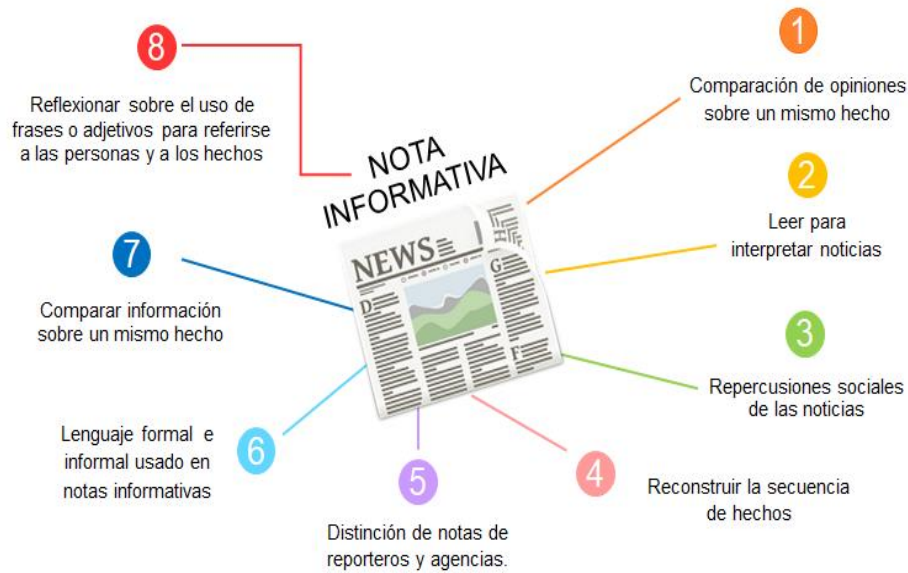 NOTA
INFORMATIVA
NEWS
D
H
G
F
1
Comparación de opiniones
sobre un mismo hecho
2
Leer para
interpretar noticias
3
Repercusiones sociales
de las noticias
4
Reconstruir la secuencia
de hechos
5
Distinción de notas de
reporteros y agencias.
6
Lenguaje formal e
informal usado en
notas informativas
7
Comparar información
sobre un mismo hecho
8
Reflexionar sobre el uso de
frases o adjetivos para referirse
a las personas y a los hechos